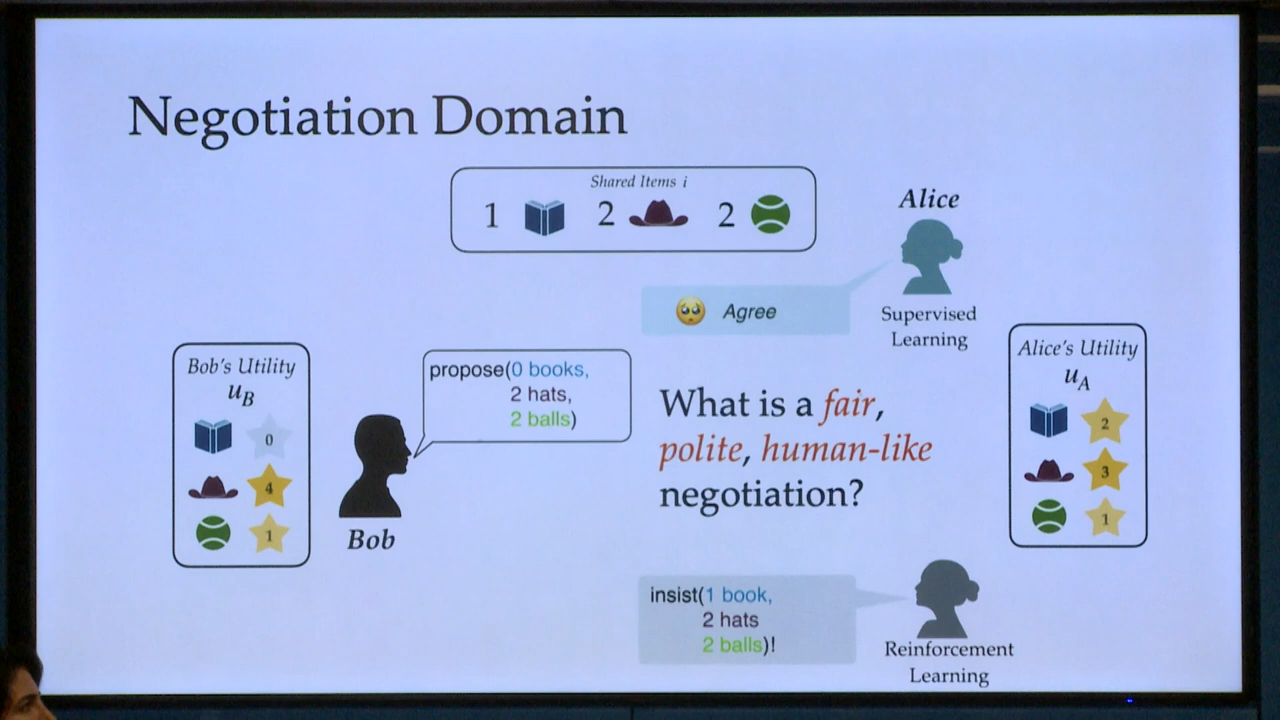 Negotiation Domain
Shared Items i
1 2 2
Alice
Agree
Supervised
Learning
Bob's Utility
u_B
0
4
1
propose(0 books,
2 hats,
2 balls)
Bob
What is a fair,
polite, human-like
negotiation?
Alice's Utility
u_A
2
3
1
insist(1 book,
2 hats
2 balls)!
Reinforcement
Learning